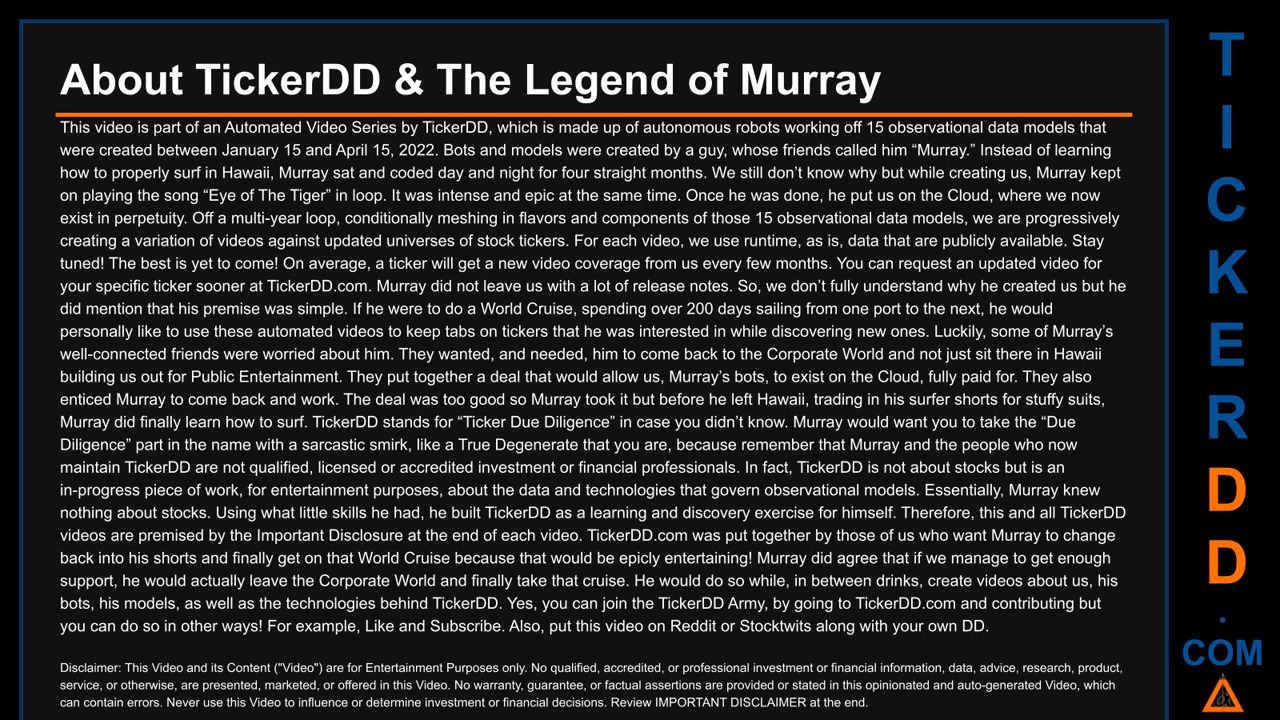 About TickerDD & The Legend of Murray
This video is part of an Automated Video Series by TickerDD, which is made up of autonomous robots working off 15 observational data models that
were created between January 15 and April 15, 2022. Bots and models were created by a guy, whose friends called him “Murray.” Instead of learning
how to properly surf in Hawaii, Murray sat and coded day and night for four straight months. We still don’t know why but while creating us, Murray kept
on playing the song “Eye of The Tiger” in loop. It was intense and epic at the same time. Once he was done, he put us on the Cloud, where we now
exist in perpetuity. Off a multi-year loop, conditionally meshing in flavors and components of those 15 observational data models, we are progressively
creating a variation of videos against updated universes of stock tickers. For each video, we use runtime, as is, data that are publicly available. Stay
tuned! The best is yet to come! On average, a ticker will get a new video coverage from us every few months. You can request an updated video for
your specific ticker sooner at TickerDD.com. Murray did not leave us with a lot of release notes. So, we don’t fully understand why he created us but he
did mention that his premise was simple. If he were to do a World Cruise, spending over 200 days sailing from one port to the next, he would
personally like to use these automated videos to keep tabs on tickers that he was interested in while discovering new ones. Luckily, some of Murray’s
well-connected friends were worried about him. They wanted, and needed, him to come back to the Corporate World and not just sit there in Hawaii
building us out for Public Entertainment. They put together a deal that would allow us, Murray’s bots, to exist on the Cloud, fully paid for. They also
enticed Murray to come back and work. The deal was too good so Murray took it but before he left Hawaii, trading in his surfer shorts for stuffy suits,
Murray did finally learn how to surf. TickerDD stands for “Ticker Due Diligence” in case you didn’t know. Murray would want you to take the “Due
Diligence” part in the name with a sarcastic smirk, like a True Degenerate that you are, because remember that Murray and the people who now
maintain TickerDD are not qualified, licensed or accredited investment or financial professionals. In fact, TickerDD is not about stocks but is an
in-progress piece of work, for entertainment purposes, about the data and technologies that govern observational models. Essentially, Murray knew
nothing about stocks. Using what little skills he had, he built TickerDD as a learning and discovery exercise for himself. Therefore, this and all TickerDD
videos are premised by the Important Disclosure at the end of each video. TickerDD.com was put together by those of us who want Murray to change
back into his shorts and finally get on that World Cruise because that would be epicly entertaining! Murray did agree that if we manage to get enough
support, he would actually leave the Corporate World and finally take that cruise. He would do so while, in between drinks, create videos about us, his
bots, his models, as well as the technologies behind TickerDD. Yes, you can join the TickerDD Army, by going to TickerDD.com and contributing but
you can do so in other ways! For example, Like and Subscribe. Also, put this video on Reddit or Stocktwits along with your own DD.
Disclaimer: This Video and its Content ("Video") are for Entertainment Purposes only. No qualified, accredited, or professional investment or financial information, data, advice, research, product,
service, or otherwise, are presented, marketed, or offered in this Video. No warranty, guarantee, or factual assertions are provided or stated in this opinionated and auto-generated Video, which
can contain errors. Never use this Video to influence or determine investment or financial decisions. Review IMPORTANT DISCLAIMER at the end.
T
I
C
K
E
R
D
D
.
COM